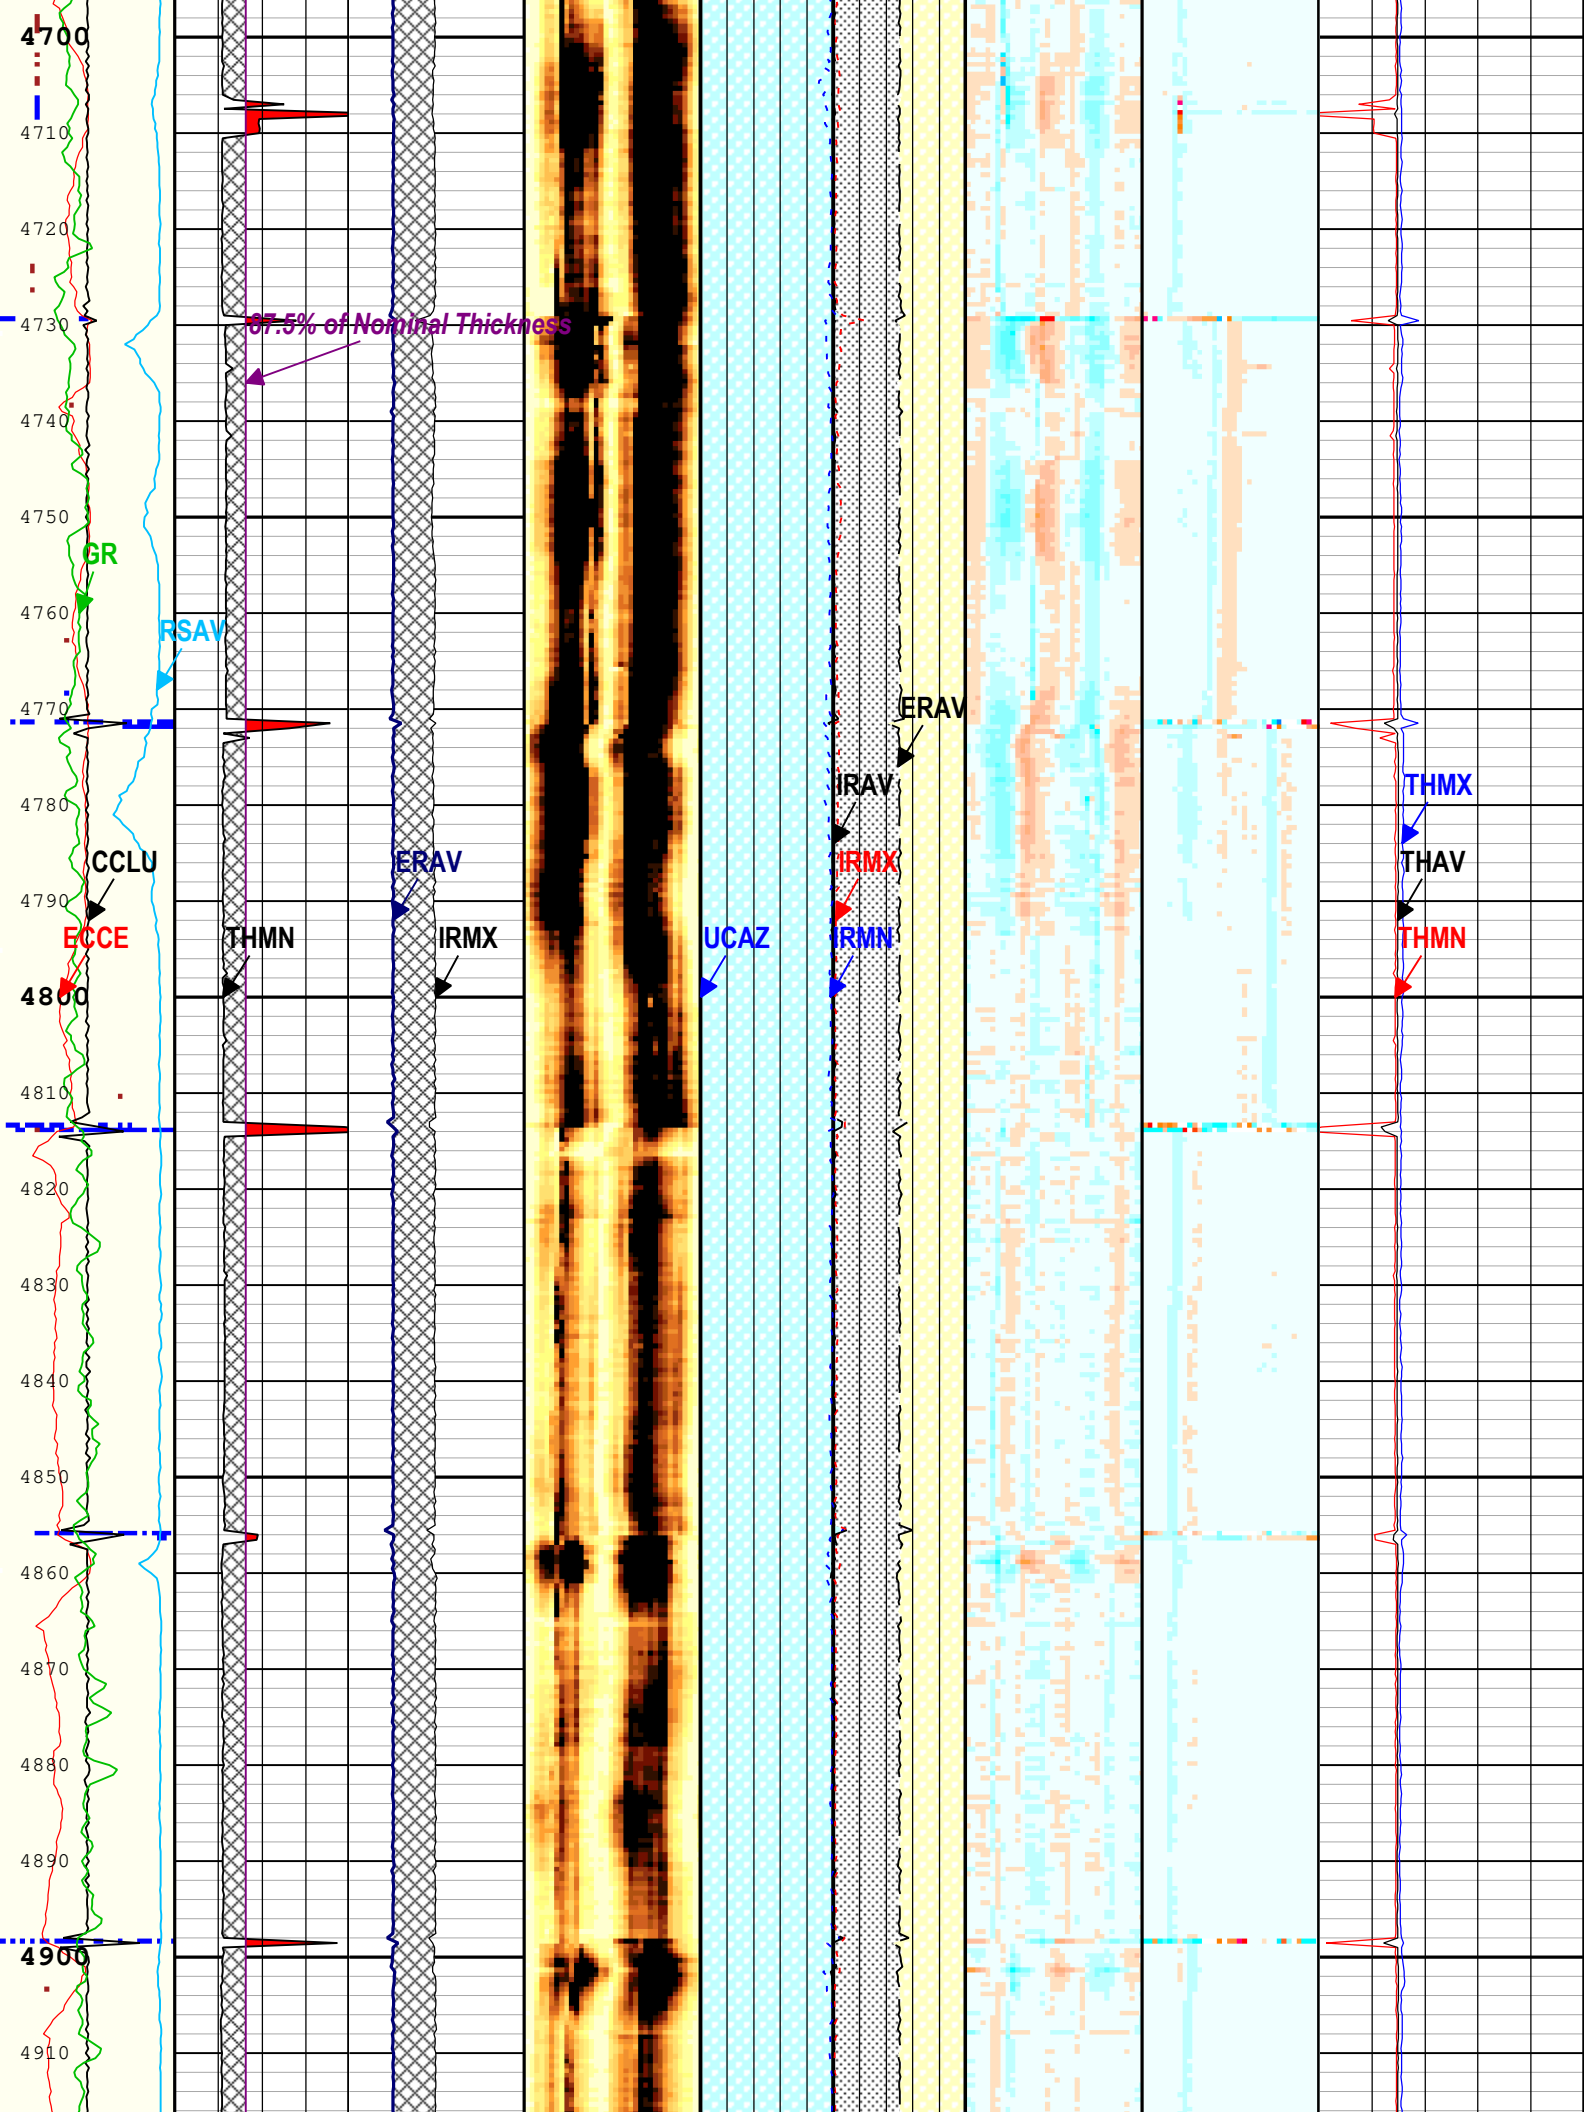 4700
4710
4720
4730
87.5% of Nominal Thickness
4740
4750
GR
4760
RSAV
4770
ERAV
4780
IRAV
THMX
CCLU
ERAV
IRMX
THAV
4790
ECCE
THMN
IRMX
UCAZ
IRMN
THMN
4800
4810
4820
4830
4840
4850
4860
4870
4880
4890
4900
4910